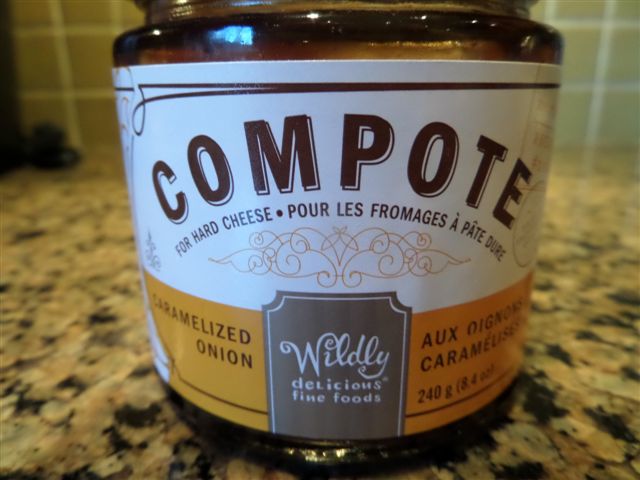 COMPOTE
FOR HARD CHEESE • POUR LES FROMAGES À PÂTE DURE
CARAMELIZED
ONION
Wildly
delicious®
fine foods
AUX OIGNONS
CARAMÉLISÉS
240 g (8.4 oz)